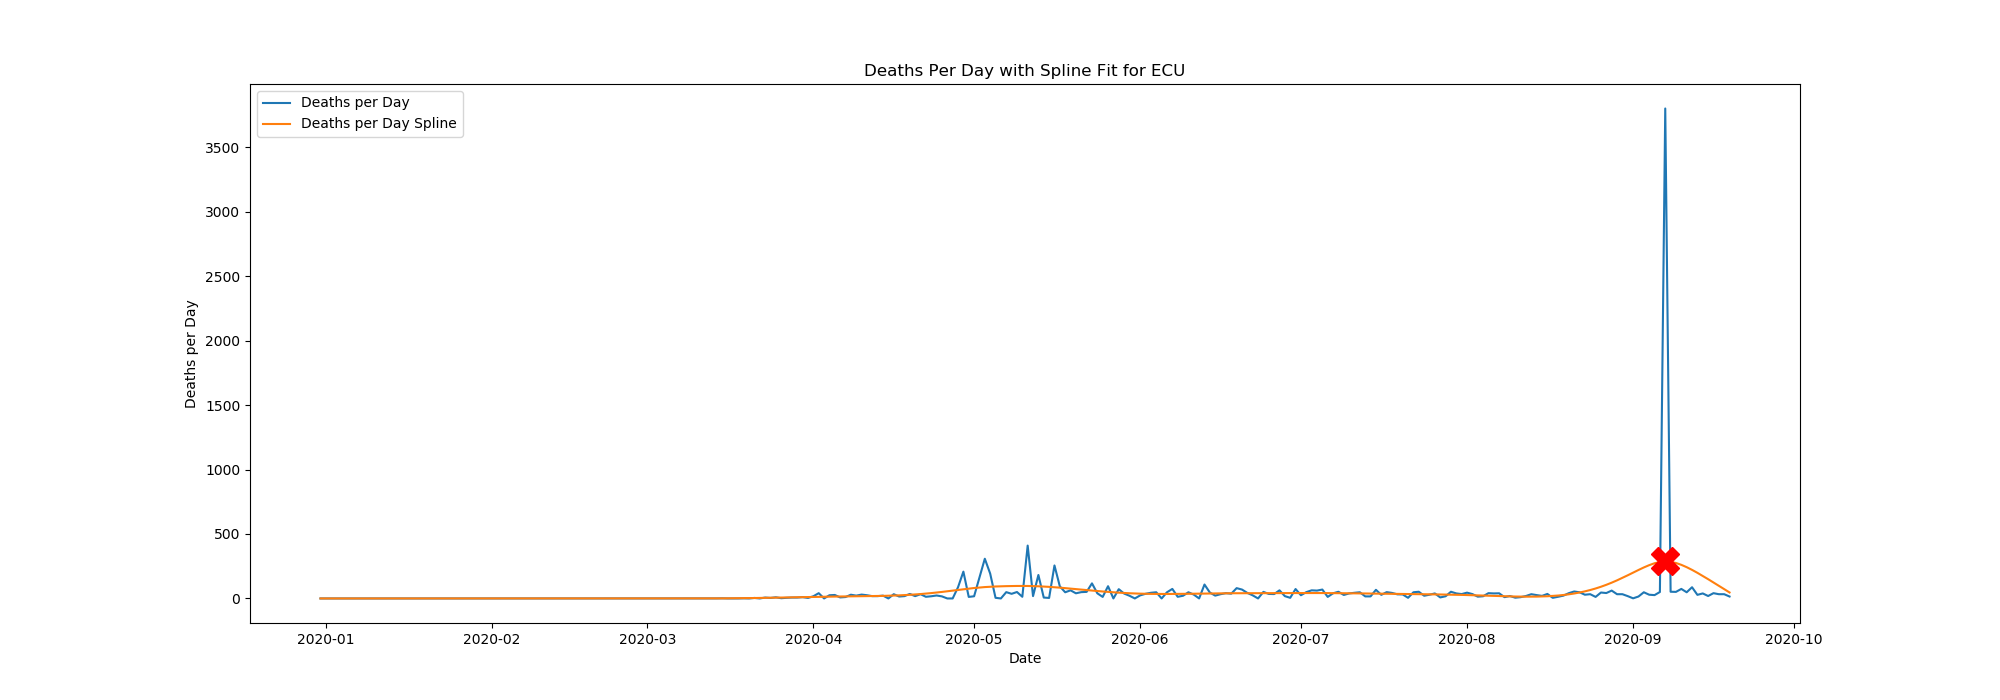 Deaths Per Day with Spline Fit for ECU
Deaths per Day
Deaths per Day Spline
3500
3000
2500
2000
1500
1000
500
0
Deaths per Day
2020-01 2020-02 2020-03 2020-04 2020-05 2020-06 2020-07 2020-08 2020-09 2020-10
Date